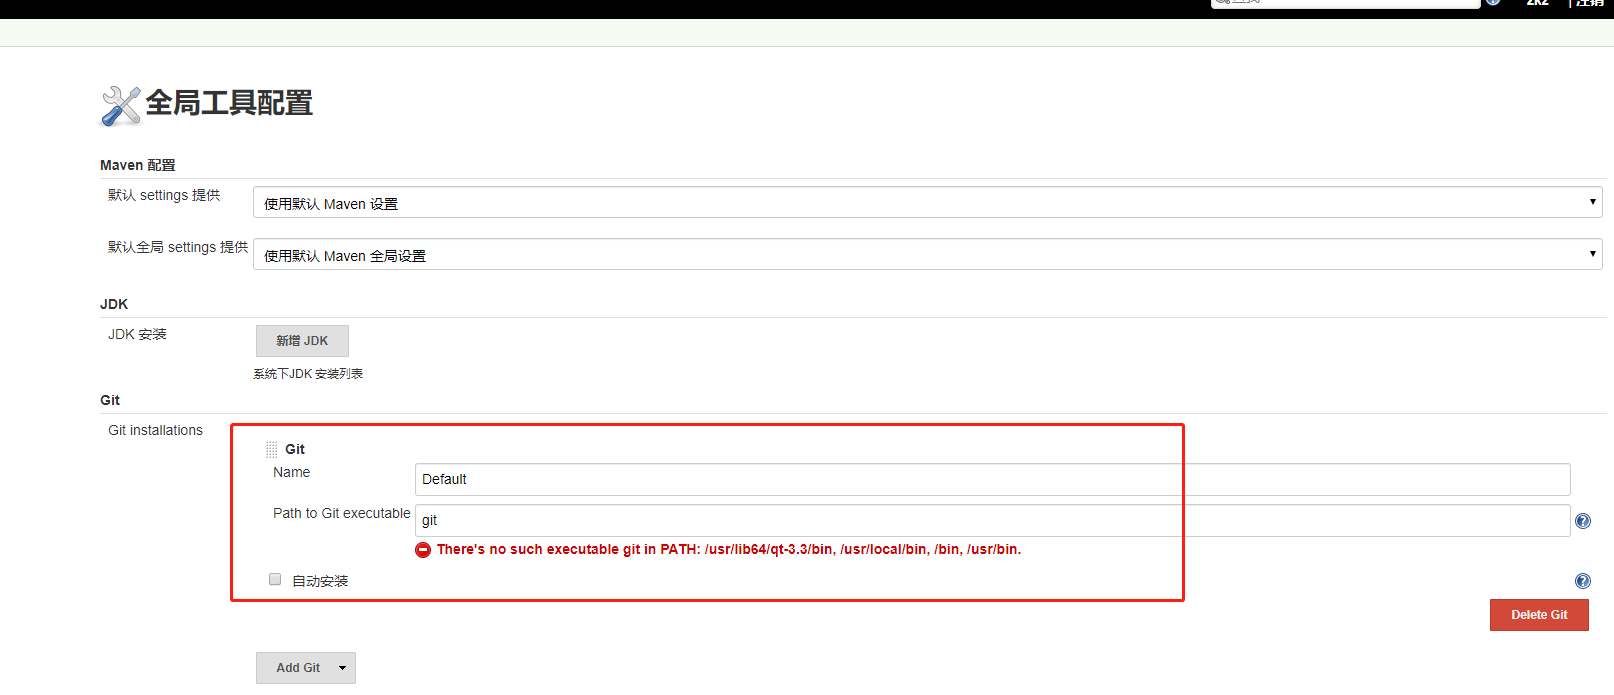 zkz | 注销
全局工具配置
Maven 配置
默认 settings 提供
使用默认 Maven 设置
默认全局 settings 提供
使用默认 Maven 全局设置
JDK
JDK 安装
新增 JDK
系统下JDK 安装列表
Git
Git installations
Git
Name
Default
Path to Git executable
git
There's no such executable git in PATH: /usr/lib64/qt-3.3/bin, /usr/local/bin, /bin, /usr/bin.
自动安装
Delete Git
Add Git